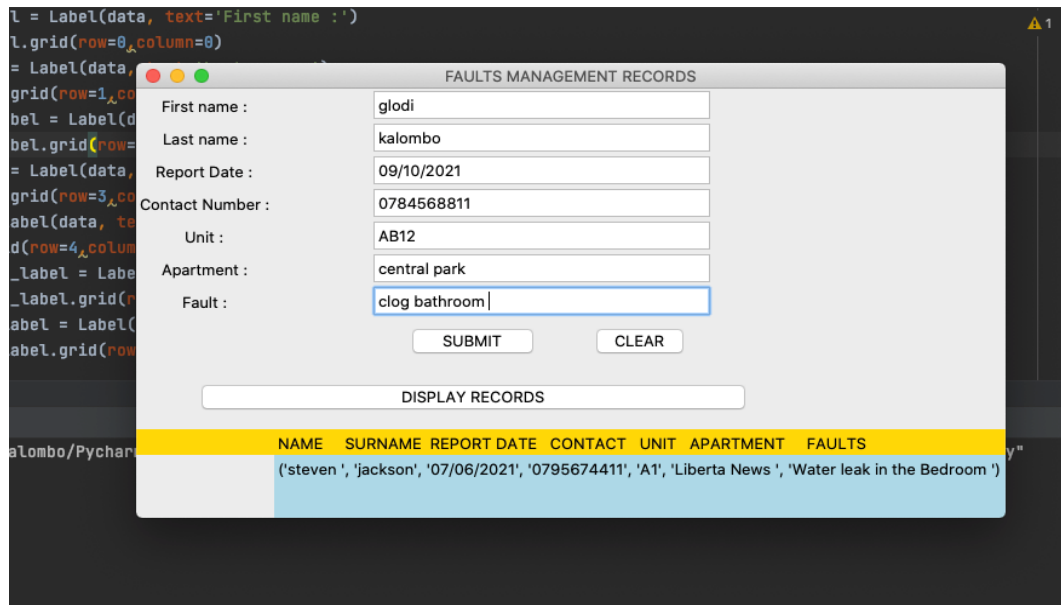 l = Label(data, text='First name :')
1
l.grid(row=0,column=0)
= Label(data,
FAULTS MANAGEMENT RECORDS
grid(row=1,co
First name :
glodi
bel = Label(d
Last name :
kalombo
bel.grid(row=
= Label(data,
Report Date :
09/10/2021
grid(row=3,co
Contact Number :
0784568811
abel(data, te
Unit :
AB12
d(row=4,colum
_label = Labe
Apartment :
central park
_label.grid(r
Fault :
clog bathroom
abel = Label(
SUBMIT CLEAR
abel.grid(row
DISPLAY RECORDS
NAME SURNAME REPORT DATE CONTACT UNIT APARTMENT FAULTS
alombo/Pycharm
y"
('steven ', 'jackson', '07/06/2021', '0795674411', 'A1', 'Liberta News ', 'Water leak in the Bedroom ')